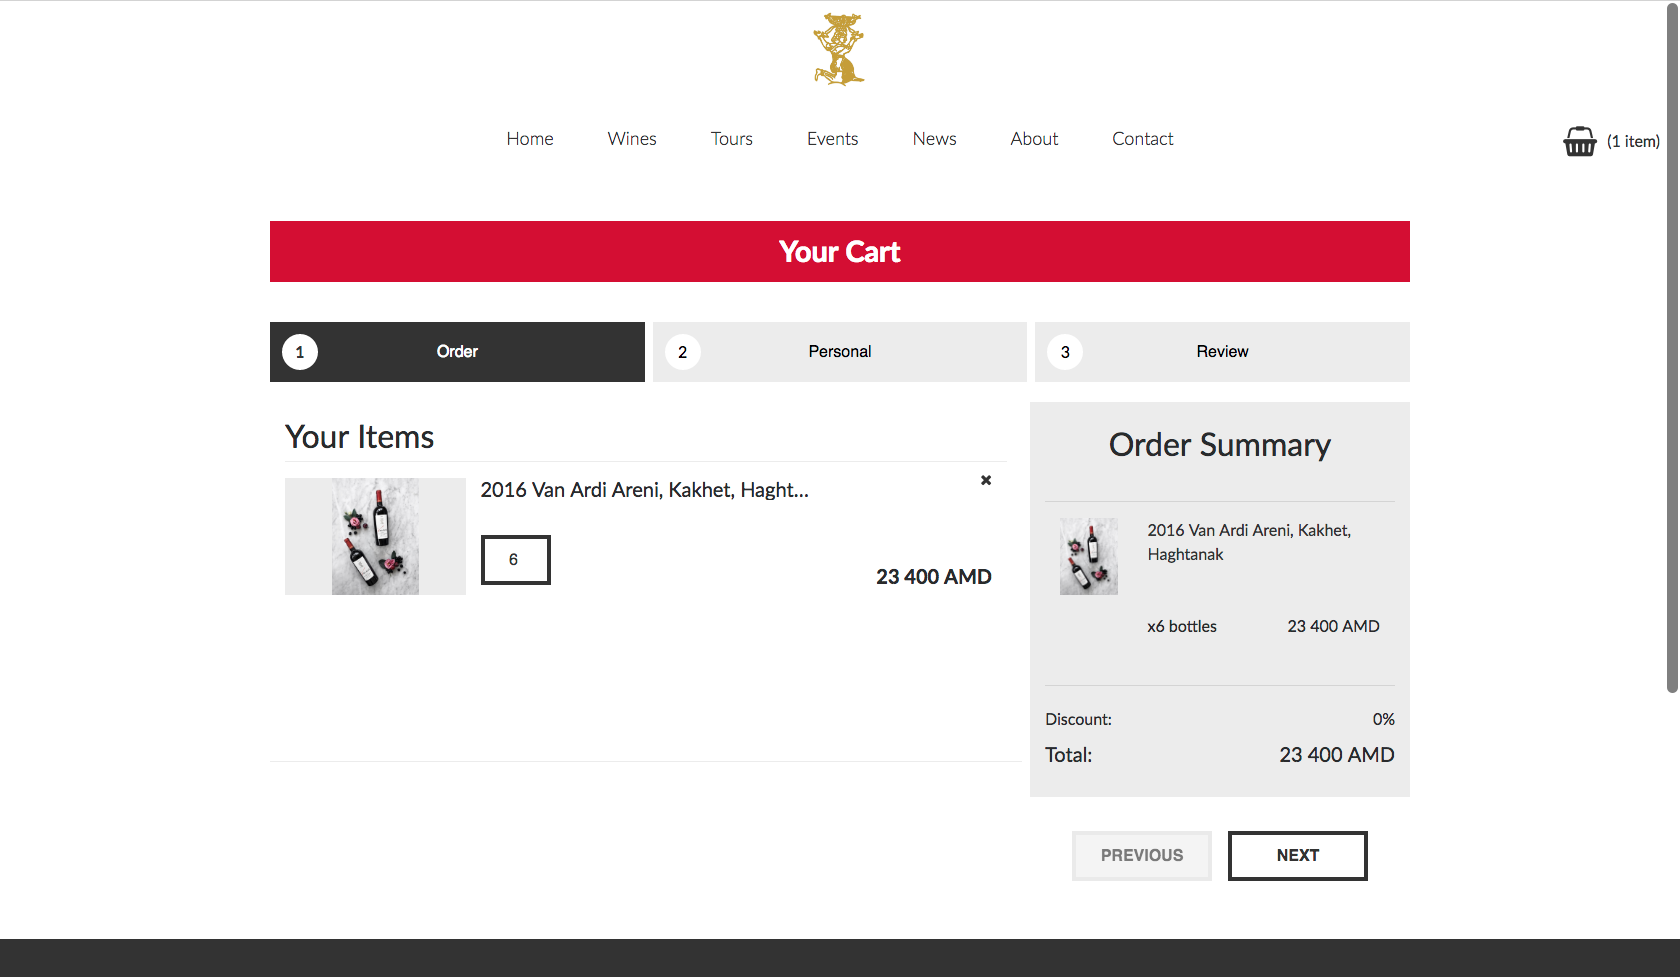 Home Wines Tours Events News About Contact
(1 item)
Your Cart
1 Order
2 Personal
3 Review
Your Items
2016 Van Ardi Areni, Kakhet, Haght...
6
23 400 AMD
Order Summary
2016 Van Ardi Areni, Kakhet,
Haghtanak
x6 bottles 23 400 AMD
Discount: 0%
Total: 23 400 AMD
PREVIOUS NEXT